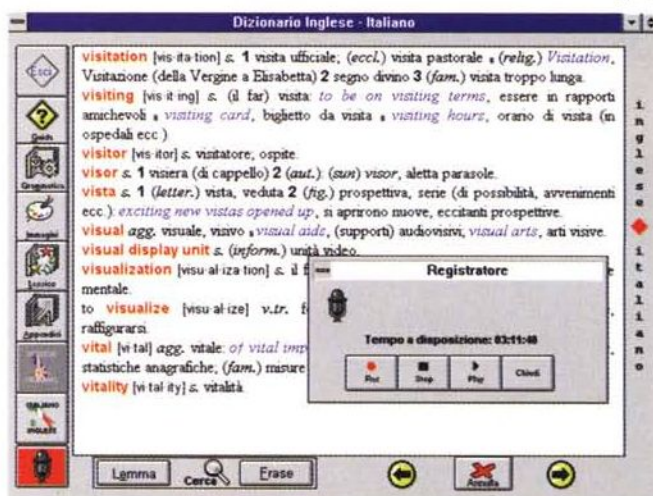 Dizionario Inglese - Italiano
Esci
visitation [vis·ita·tion] s. 1 visita ufficiale; (eccl.) visita pastorale ▪ (relig.) Visitation,
Visitazione (della Vergine a Elisabetta) 2 segno divino 3 (fam.) visita troppo lunga.
visiting [vis·it·ing] s. (il far) visita: to be on visiting terms, essere in rapporti
amichevoli ▪ visiting card, biglietto da visita ▪ visiting hours, orario di visita (in
ospedali ecc.)
visitor [vis·itor] s. visitatore; ospite.
visor s. 1 visiera (di cappello) 2 (aut.): (sun) visor, aletta parasole.
vista s. 1 (letter.) vista, veduta 2 (fig.) prospettiva, serie (di possibilità, avvenimenti
ecc.): exciting new vistas opened up, si aprirono nuove, eccitanti prospettive.
visual agg. visuale, visivo ▪ visual aids, (supporti) audiovisivi; visual arts, arti visive.
visual display unit s. (inform.) unità video.
visualization [visu·al·iza·tion] s. il f
mentale.
to visualize [visu·al·ize] v.tr. f
raffigurarsi.
vital [vi·tal] agg. vitale: of vital imp
statistiche anagrafiche; (fam.) misure
vitality [vi·tal·ity] s. vitalità.
Guida
Grammatica
Immagini
Lessico
Appendici
ITALIANO
INGLESE
inglese italiano
Registratore
Tempo a disposizione: 03:11:40
Stop
Play
Chiudi
Lemma
Cerca
Erase
Annulla